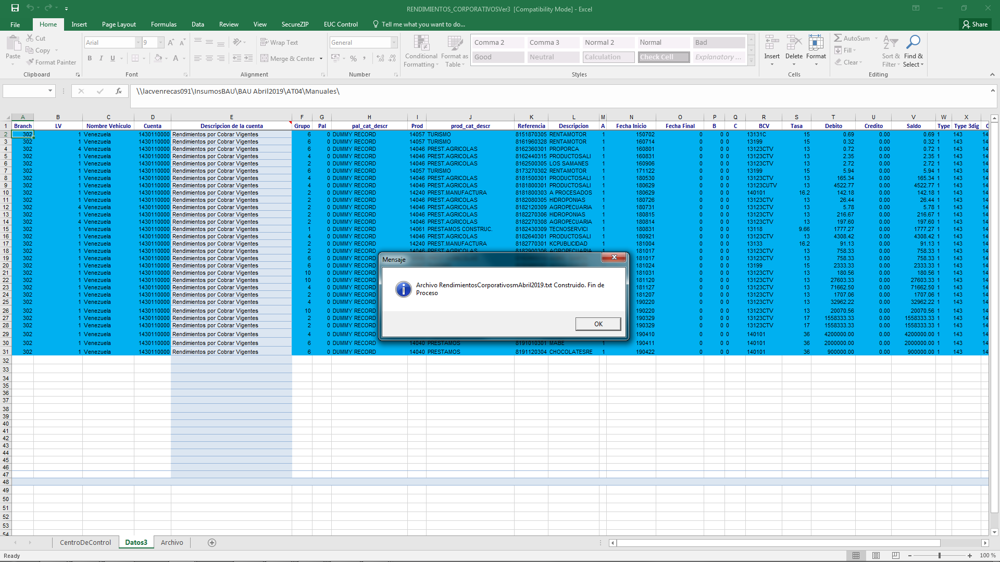 RENDIMIENTOS_CORPORATIVOSVer3 [Compatibility Mode] - Excel
File Home Insert Page Layout Formulas Data Review View SecureZIP EUC Control Tell me what you want to do... Share
Cut Arial 9 Wrap Text General Comma 2 Comma 3 Normal 2 Normal Bad AutoSum
Paste Copy B I U Merge & Center % Conditional Formatting Format as Table Good Neutral Calculation Check Cell Explanatory ... Insert Delete Format Fill Sort & Filter Find & Select
Format Painter Clear
Clipboard Font Alignment Number Styles Cells Editing
fx \\lacvenrecas091\InsumosBAU\BAU Abril2019\AT04\Manuales\
A B C D E F G H I J K L M N O P Q R S T U V W X
1 Branch LV Nombre Vehiculo Cuenta Descripcion de la cuenta Grupo Pal pal_cat_descr Prod prod_cat_descr Referencia Descripcion A Fecha Inicio Fecha Final B C BCV Tasa Debito Credito Saldo Type Type 3dig
2 302 1 Venezuela 1430110000 Rendimientos por Cobrar Vigentes 6 0 DUMMY RECORD 14057 TURISMO 8151870305 RENTAMOTOR 1 150702 0 0 0 13131C 15 0.69 0.00 0.69 1 143 14
3 302 1 Venezuela 1430110000 Rendimientos por Cobrar Vigentes 6 0 DUMMY RECORD 14057 TURISMO 8161960328 RENTAMOTOR 1 160714 0 0 0 13199 15 0.32 0.00 0.32 1 143 14
4 302 4 Venezuela 1430110000 Rendimientos por Cobrar Vigentes 6 0 DUMMY RECORD 14046 PREST.AGRICOLAS 8162360301 PROPORCA 1 160801 0 0 0 13123CTV 13 0.72 0.00 0.72 1 143 14
5 302 1 Venezuela 1430110000 Rendimientos por Cobrar Vigentes 4 0 DUMMY RECORD 14046 PREST.AGRICOLAS 8162440315 PRODUCTOSALI 1 160831 0 0 0 13123CTV 13 2.35 0.00 2.35 1 143 14
6 302 1 Venezuela 1430110000 Rendimientos por Cobrar Vigentes 2 0 DUMMY RECORD 14046 PREST.AGRICOLAS 8162500305 LOS SAMANES 1 160906 0 0 0 13123CTV 13 2.72 0.00 2.72 1 143 14
7 302 1 Venezuela 1430110000 Rendimientos por Cobrar Vigentes 6 0 DUMMY RECORD 14057 TURISMO 8173270302 RENTAMOTOR 1 171122 0 0 0 13199 15 5.94 0.00 5.94 1 143 14
8 302 1 Venezuela 1430110000 Rendimientos por Cobrar Vigentes 4 0 DUMMY RECORD 14046 PREST.AGRICOLAS 8181500301 PRODUCTOSALI 1 180530 0 0 0 13123CTV 13 165.34 0.00 165.34 1 143 14
9 302 1 Venezuela 1430110000 Rendimientos por Cobrar Vigentes 4 0 DUMMY RECORD 14046 PREST.AGRICOLAS 8181800301 PRODUCTOSALI 1 180629 0 0 0 13123CUTV 13 4522.77 0.00 4522.77 1 143 14
10 302 1 Venezuela 1430110000 Rendimientos por Cobrar Vigentes 2 0 DUMMY RECORD 14240 PREST.MANUFACTURA 8181800303 A PROCESADOS 1 180629 0 0 0 140101 16.2 142.18 0.00 142.18 1 143 14
11 302 1 Venezuela 1430110000 Rendimientos por Cobrar Vigentes 2 0 DUMMY RECORD 14046 PREST.AGRICOLAS 8182080305 HIDROPONIAS 1 180726 0 0 0 13123CTV 13 26.44 0.00 26.44 1 143 14
12 302 4 Venezuela 1430110000 Rendimientos por Cobrar Vigentes 2 0 DUMMY RECORD 14046 PREST.AGRICOLAS 8182120309 AGROPECUARIA 1 180731 0 0 0 13123CTV 13 5.78 0.00 5.78 1 143 14
13 302 1 Venezuela 1430110000 Rendimientos por Cobrar Vigentes 2 0 DUMMY RECORD 14046 PREST.AGRICOLAS 8182270306 HIDROPONIAS 1 180815 0 0 0 13123CTV 13 216.67 0.00 216.67 1 143 14
14 302 4 Venezuela 1430110000 Rendimientos por Cobrar Vigentes 2 0 DUMMY RECORD 14046 PREST.AGRICOLAS 8182270308 AGROPECUARIA 1 180814 0 0 0 13123CTV 13 197.60 0.00 197.60 1 143 14
15 302 1 Venezuela 1430110000 Rendimientos por Cobrar Vigentes 1 0 DUMMY RECORD 14061 PRESTAMOS CONSTRUC. 8182430309 TECNOSERVICI 1 180831 0 0 0 13118 9.66 1777.27 0.00 1777.27 1 143 14
16 302 1 Venezuela 1430110000 Rendimientos por Cobrar Vigentes 4 0 DUMMY RECORD 14046 PREST.AGRICOLAS 8182640301 PRODUCTOSALI 1 180921 0 0 0 13123CTV 13 4308.42 0.00 4308.42 1 143 14
17 302 1 Venezuela 1430110000 Rendimientos por Cobrar Vigentes 2 0 DUMMY RECORD 14240 PREST.MANUFACTURA 8182770301 KCPUBLICIDAD 1 181004 0 0 0 13133 16.2 91.13 0.00 91.13 1 143 14
18 302 1 Venezuela 1430110000 Rendimientos por Cobrar Vigentes 2 0 DUMMY RECORD 14046 PREST.AGRICOLAS 8182900306 AGROPECUARIA 1 181017 0 0 0 13123CTV 13 758.33 0.00 758.33 1 143 14
19 302 1 Venezuela 1430110000 Rendimientos por Cobrar Vigentes 6 0 DUMMY RECORD 181017 0 0 0 13123CTV 13 758.33 0.00 758.33 1 143 14
20 302 1 Venezuela 1430110000 Rendimientos por Cobrar Vigentes 6 0 DUMMY RECORD 181024 0 0 0 13199 15 2333.33 0.00 2333.33 1 143 14
21 302 1 Venezuela 1430110000 Rendimientos por Cobrar Vigentes 10 0 DUMMY RECORD 181031 0 0 0 13123CTV 13 180.56 0.00 180.56 1 143 14
22 302 1 Venezuela 1430110000 Rendimientos por Cobrar Vigentes 10 0 DUMMY RECORD 181120 0 0 0 13123CTV 13 27603.33 0.00 27603.33 1 143 14
23 302 1 Venezuela 1430110000 Rendimientos por Cobrar Vigentes 4 0 DUMMY RECORD 181127 0 0 0 13123CTV 13 71662.50 0.00 71662.50 1 143 14
24 302 1 Venezuela 1430110000 Rendimientos por Cobrar Vigentes 2 0 DUMMY RECORD 181207 0 0 0 13123CTV 13 1707.06 0.00 1707.06 1 143 14
25 302 1 Venezuela 1430110000 Rendimientos por Cobrar Vigentes 4 0 DUMMY RECORD 190220 0 0 0 13123CTV 13 32962.22 0.00 32962.22 1 143 14
26 302 1 Venezuela 1430110000 Rendimientos por Cobrar Vigentes 10 0 DUMMY RECORD 190220 0 0 0 13123CTV 13 20070.56 0.00 20070.56 1 143 14
27 302 1 Venezuela 1430110000 Rendimientos por Cobrar Vigentes 2 0 DUMMY RECORD 190329 0 0 0 13123CTV 17 1558333.33 0.00 1558333.33 1 143 14
28 302 1 Venezuela 1430110000 Rendimientos por Cobrar Vigentes 2 0 DUMMY RECORD 190329 0 0 0 13123CTV 17 1558333.33 0.00 1558333.33 1 143 14
29 302 1 Venezuela 1430110000 Rendimientos por Cobrar Vigentes 4 0 DUMMY RECORD 190410 0 0 0 140101 36 4200000.00 0.00 4200000.00 1 143 14
30 302 1 Venezuela 1430110000 Rendimientos por Cobrar Vigentes 6 0 DUMMY RECORD 14040 PRESTAMOS 8191010301 MABE 1 190411 0 0 0 140101 36 2000000.00 0.00 2000000.00 1 143 14
31 302 1 Venezuela 1430110000 Rendimientos por Cobrar Vigentes 6 0 DUMMY RECORD 14040 PRESTAMOS 8191120304 CHOCOLATESRE 1 190422 0 0 0 140101 36 900000.00 0.00 900000.00 1 143 14
Mensaje
Archivo RendimientosCorporativosmAbril2019.txt Construido. Fin de
Proceso
OK
32
33
34
35
36
37
38
39
40
41
42
43
44
45
46
47
48
49
50
51
52
53
54
CentroDeControl Datos3 Archivo
Ready 100 %